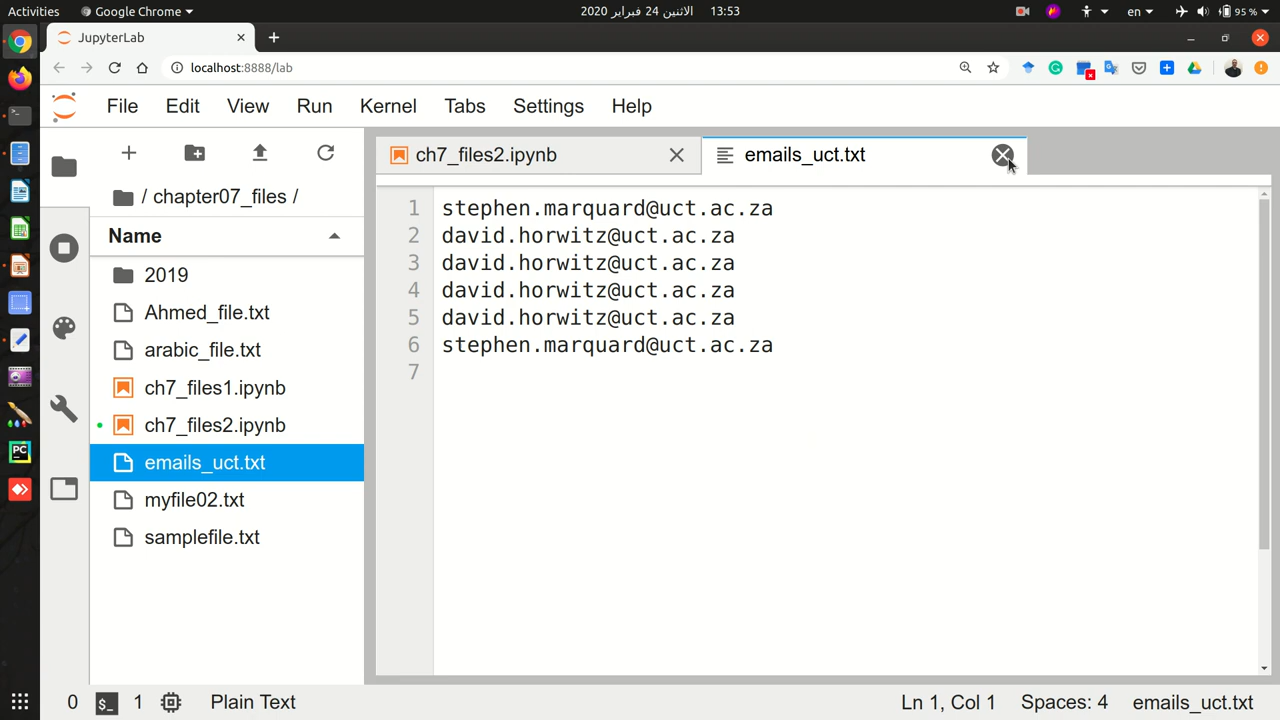 Activities Google Chrome الاثنين 24 فبراير 2020 13:53 en 95 %
JupyterLab
localhost:8888/lab
File Edit View Run Kernel Tabs Settings Help
ch7_files2.ipynb emails_uct.txt
/ chapter07_files /
Name
2019
Ahmed_file.txt
arabic_file.txt
ch7_files1.ipynb
ch7_files2.ipynb
emails_uct.txt
myfile02.txt
samplefile.txt
1 stephen.marquard@uct.ac.za
2 david.horwitz@uct.ac.za
3 david.horwitz@uct.ac.za
4 david.horwitz@uct.ac.za
5 david.horwitz@uct.ac.za
6 stephen.marquard@uct.ac.za
7
0 $_ 1 Plain Text Ln 1, Col 1 Spaces: 4 emails_uct.txt
PC